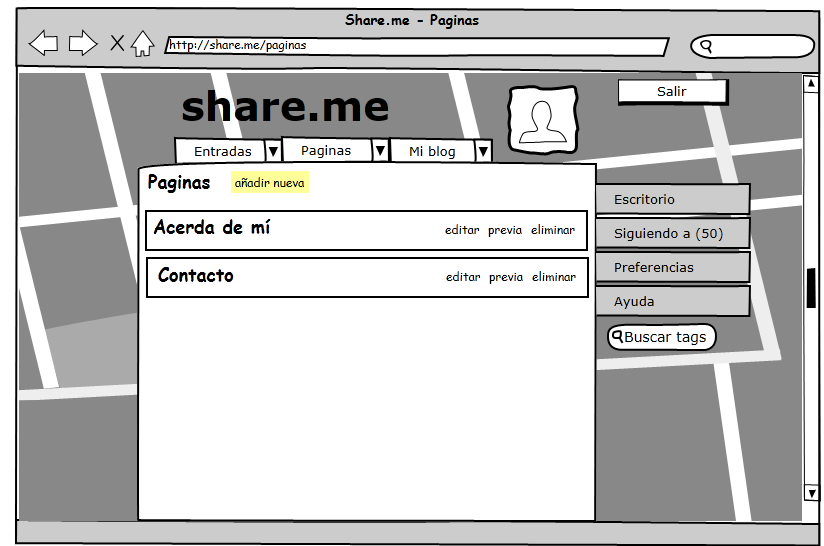 Share.me - Paginas
http://share.me/paginas
Salir
share.me
Entradas Paginas Mi blog
Paginas añadir nueva
Escritorio
Acerda de mí editar previa eliminar
Siguiendo a (50)
Preferencias
Contacto editar previa eliminar
Ayuda
Buscar tags